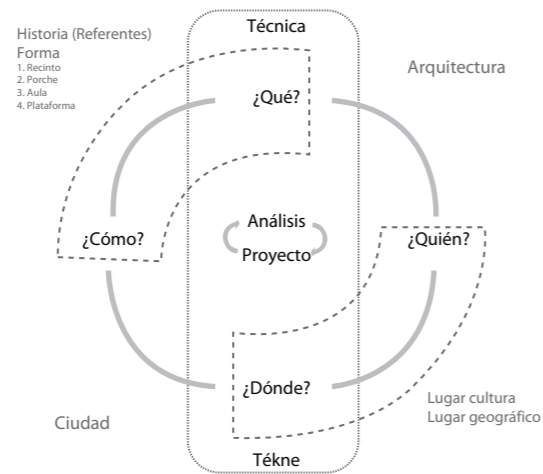 Técnica
Historia (Referentes)
Forma
1. Recinto
2. Porche
3. Aula
4. Plataforma
Arquitectura
¿Qué?
Análisis
¿Cómo?
¿Quién?
Proyecto
¿Dónde?
Lugar cultura
Lugar geográfico
Ciudad
Tékne